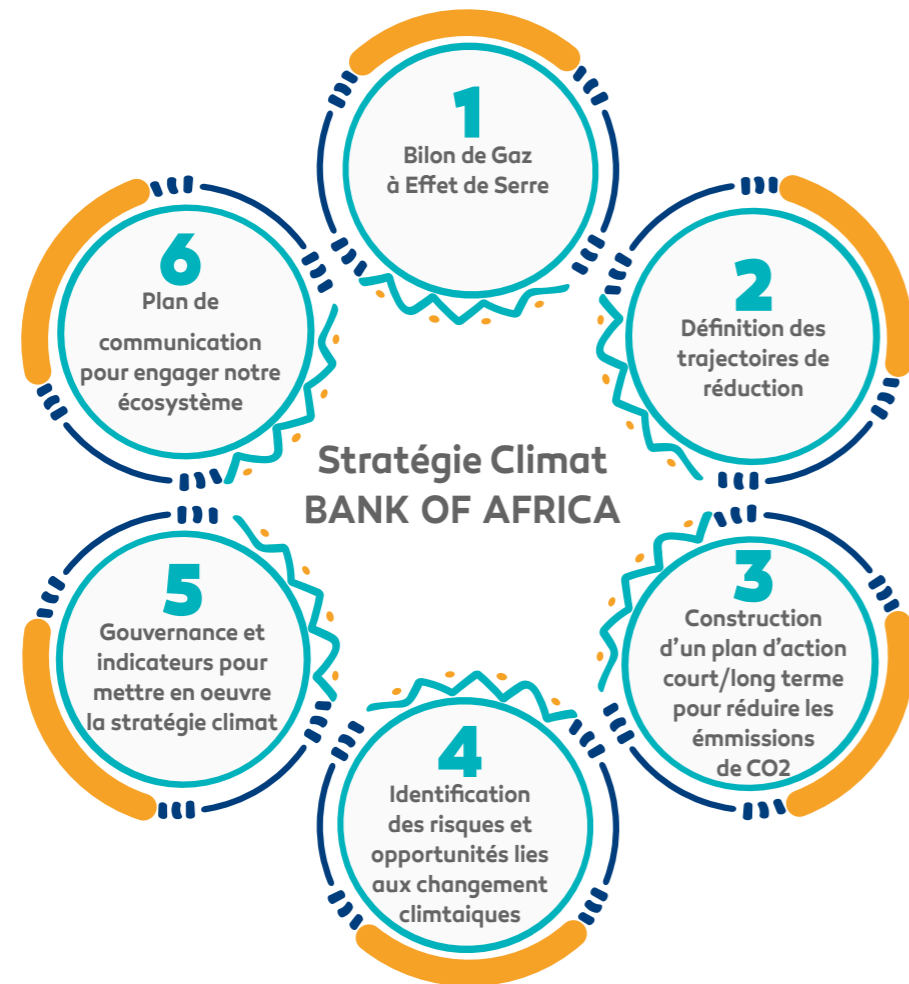 1
Bilon de Gaz
à Effet de Serre
2
Définition des
trajectoires de
réduction
3
Construction
d'un plan d'action
court/long terme
pour réduire les
émmissions
de CO2
4
Identification
des risques et
opportunités lies
aux changement
climtaiques
5
Gouvernance et
indicateurs pour
mettre en oeuvre
la stratégie climat
6
Plan de
communication
pour engager notre
écosystème
Stratégie Climat
BANK OF AFRICA